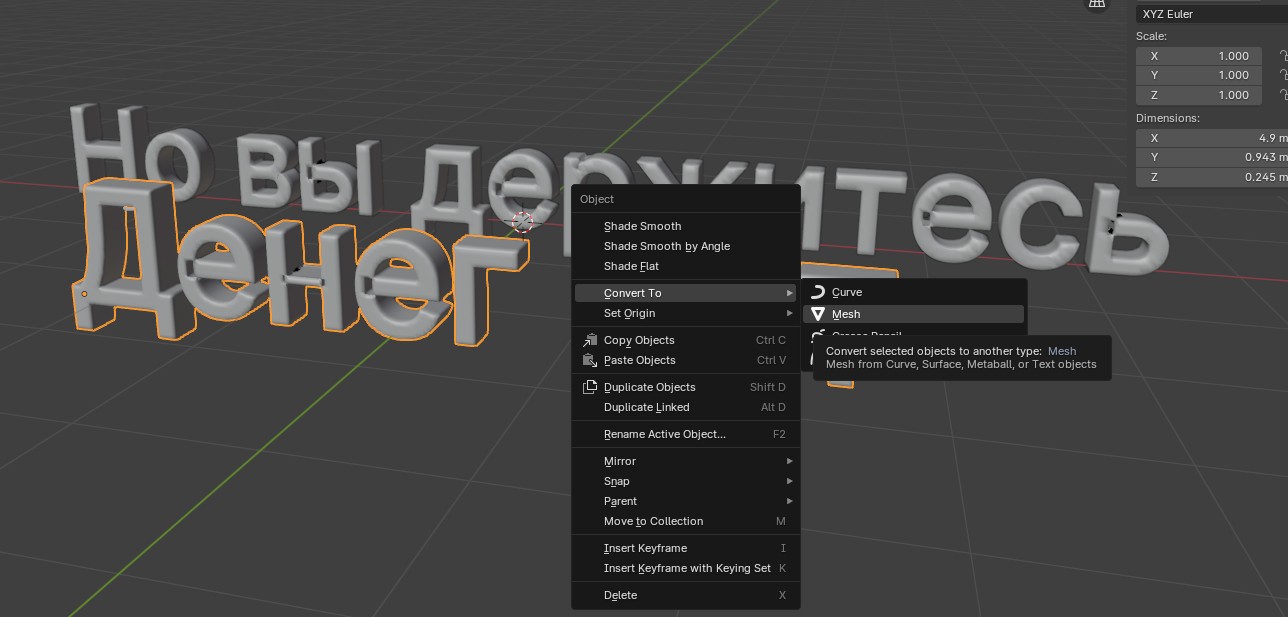 XYZ Euler
Scale:
X 1.000
Y 1.000
Z 1.000
Dimensions:
X 4.9 m
Y 0.943 m
Z 0.245 m
Но вы держитесь
Денег
Object
Shade Smooth
Shade Smooth by Angle
Shade Flat
Convert To
Set Origin
Copy Objects Ctrl C
Paste Objects Ctrl V
Duplicate Objects Shift D
Duplicate Linked Alt D
Rename Active Object... F2
Mirror
Snap
Parent
Move to Collection M
Insert Keyframe I
Insert Keyframe with Keying Set K
Delete X
Curve
Mesh
Grease Pencil
Convert selected objects to another type: Mesh
Mesh from Curve, Surface, Metaball, or Text objects